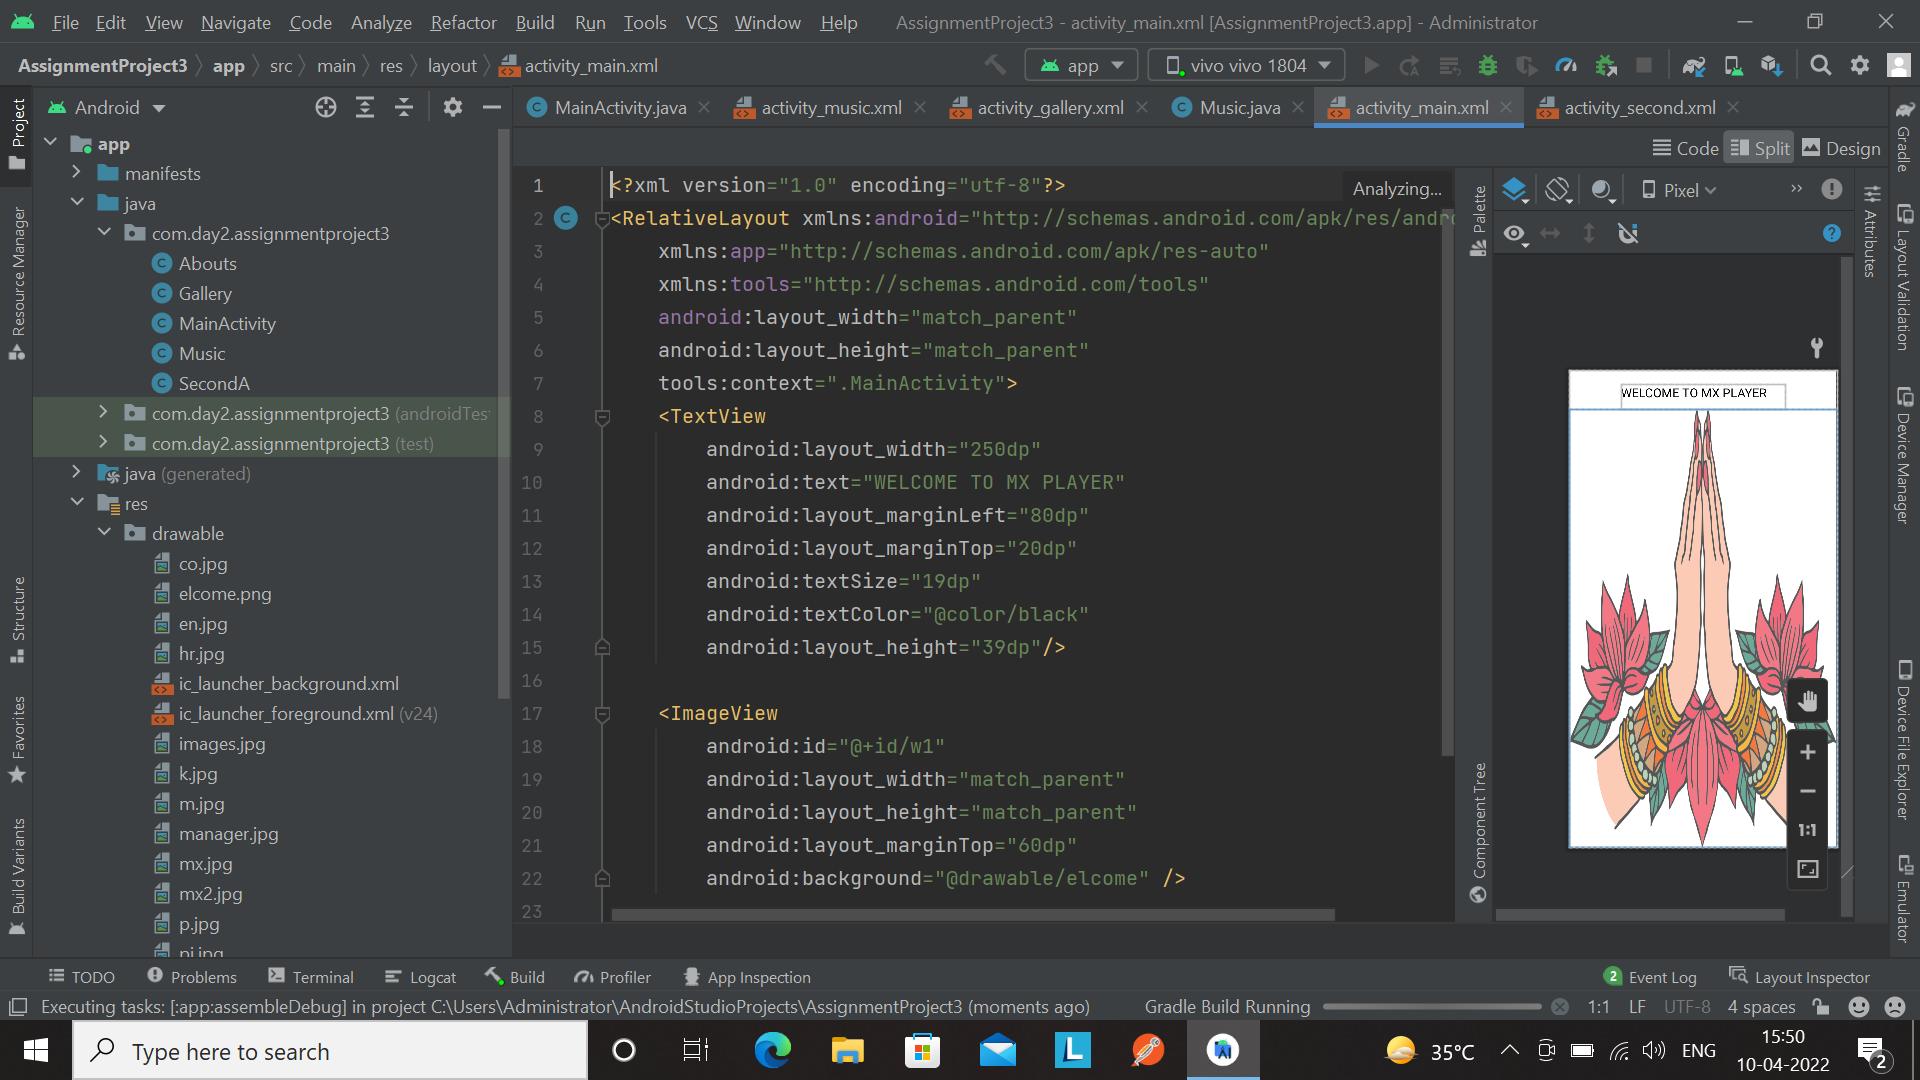 File Edit View Navigate Code Analyze Refactor Build Run Tools VCS Window Help AssignmentProject3 - activity_main.xml [AssignmentProject3.app] - Administrator
AssignmentProject3 app src main res layout activity_main.xml
app vivo vivo 1804
Android
MainActivity.java activity_music.xml activity_gallery.xml Music.java activity_main.xml activity_second.xml
Code Split Design
Project
Resource Manager
Structure
Favorites
Build Variants
app
manifests
java
com.day2.assignmentproject3
Abouts
Gallery
MainActivity
Music
SecondA
com.day2.assignmentproject3 (androidTes
com.day2.assignmentproject3 (test)
java (generated)
res
drawable
co.jpg
elcome.png
en.jpg
hr.jpg
ic_launcher_background.xml
ic_launcher_foreground.xml (v24)
images.jpg
k.jpg
m.jpg
manager.jpg
mx.jpg
mx2.jpg
p.jpg
1 <?xml version="1.0" encoding="utf-8"?>
Analyzing...
2 <RelativeLayout xmlns:android="http://schemas.android.com/apk/res/andr
3 xmlns:app="http://schemas.android.com/apk/res-auto"
4 xmlns:tools="http://schemas.android.com/tools"
5 android:layout_width="match_parent"
6 android:layout_height="match_parent"
7 tools:context=".MainActivity">
8 <TextView
9 android:layout_width="250dp"
10 android:text="WELCOME TO MX PLAYER"
11 android:layout_marginLeft="80dp"
12 android:layout_marginTop="20dp"
13 android:textSize="19dp"
14 android:textColor="@color/black"
15 android:layout_height="39dp"/>
16
17 <ImageView
18 android:id="@+id/w1"
19 android:layout_width="match_parent"
20 android:layout_height="match_parent"
21 android:layout_marginTop="60dp"
22 android:background="@drawable/elcome" />
23
Palette
Component Tree
Pixel
WELCOME TO MX PLAYER
1:1
Attributes
Gradle
Layout Validation
Device Manager
Device File Explorer
Emulator
TODO Problems Terminal Logcat Build Profiler App Inspection 2 Event Log Layout Inspector
Executing tasks: [:app:assembleDebug] in project C:\Users\Administrator\AndroidStudioProjects\AssignmentProject3 (moments ago) Gradle Build Running 1:1 LF UTF-8 4 spaces
Type here to search
35°C ENG
15:50
10-04-2022
2